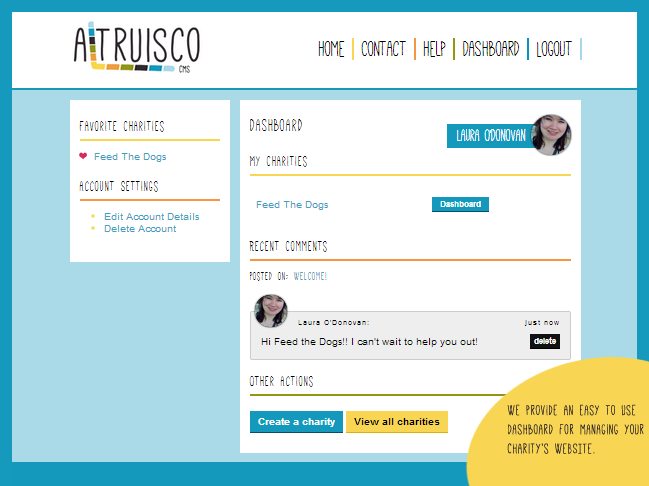 ALTRUISCO
CMS
HOME
CONTACT
HELP
DASHBOARD
LOGOUT
FAVORITE CHARITIES
Feed The Dogs
ACCOUNT SETTINGS
Edit Account Details
Delete Account
DASHBOARD
LAURA O'DONOVAN
MY CHARITIES
Feed The Dogs
Dashboard
RECENT COMMENTS
POSTED ON: WELCOME!
Laura O'Donovan:
just now
Hi Feed the Dogs!! I can't wait to help you out!
delete
OTHER ACTIONS
Create a charity
View all charities
WE PROVIDE AN EASY TO USE
DASHBOARD FOR MANAGING YOUR
CHARITY'S WEBSITE.